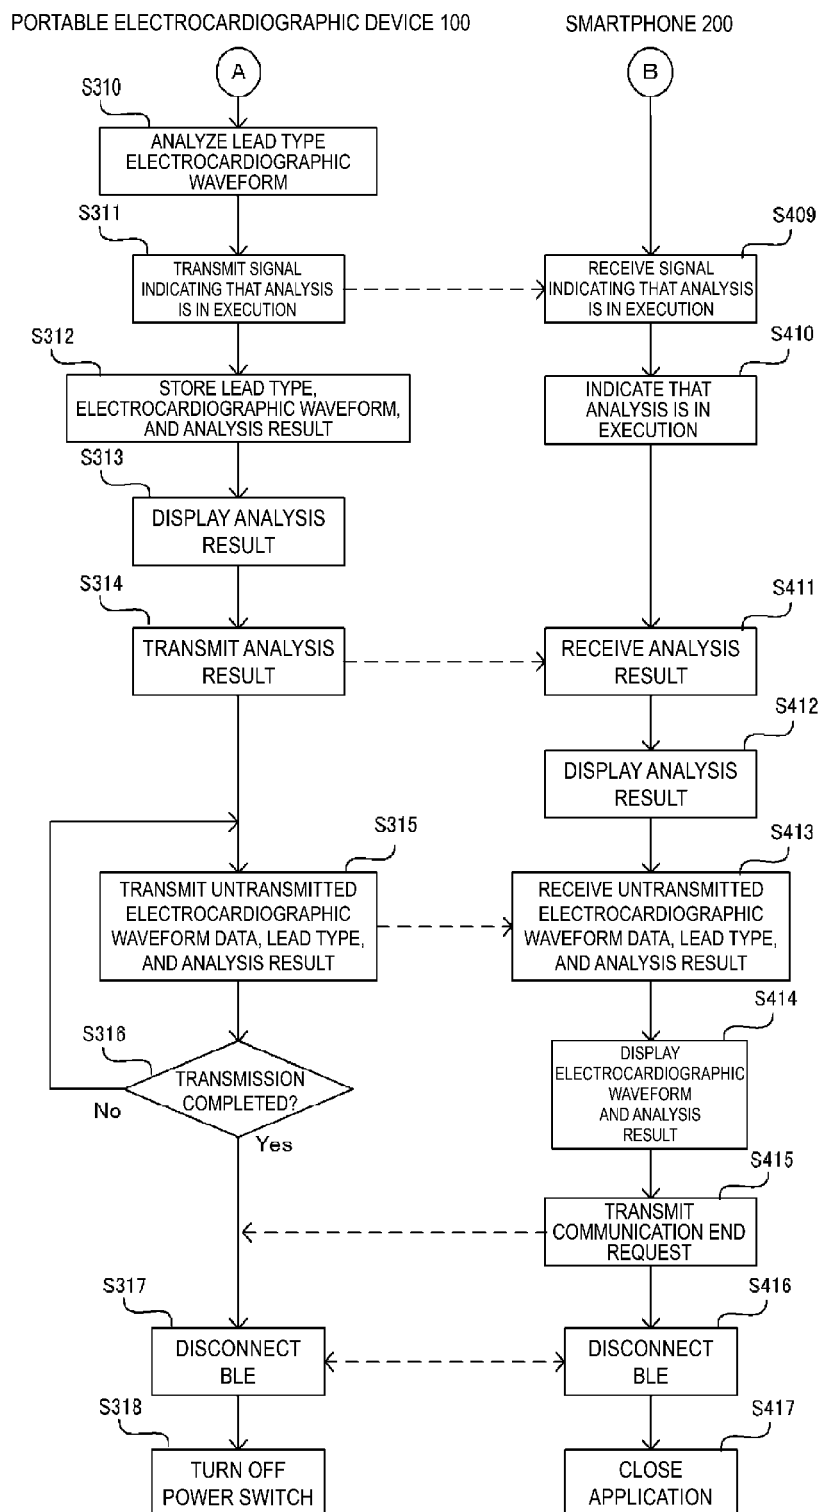 PORTABLE ELECTROCARDIOGRAPHIC DEVICE 100
SMARTPHONE 200
A
B
S310
ANALYZE LEAD TYPE
ELECTROCARDIOGRAPHIC
WAVEFORM
S311
TRANSMIT SIGNAL
INDICATING THAT ANALYSIS
IS IN EXECUTION
S409
RECEIVE SIGNAL
INDICATING THAT ANALYSIS
IS IN EXECUTION
S312
STORE LEAD TYPE,
ELECTROCARDIOGRAPHIC WAVEFORM,
AND ANALYSIS RESULT
S410
INDICATE THAT
ANALYSIS IS IN
EXECUTION
S313
DISPLAY ANALYSIS
RESULT
S314
TRANSMIT ANALYSIS
RESULT
S411
RECEIVE ANALYSIS
RESULT
S412
DISPLAY ANALYSIS
RESULT
S315
TRANSMIT UNTRANSMITTED
ELECTROCARDIOGRAPHIC
WAVEFORM DATA, LEAD TYPE,
AND ANALYSIS RESULT
S413
RECEIVE UNTRANSMITTED
ELECTROCARDIOGRAPHIC
WAVEFORM DATA, LEAD TYPE,
AND ANALYSIS RESULT
S316
TRANSMISSION
COMPLETED?
No
Yes
S414
DISPLAY
ELECTROCARDIOGRAPHIC
WAVEFORM
AND ANALYSIS
RESULT
S415
TRANSMIT
COMMUNICATION END
REQUEST
S317
DISCONNECT
BLE
S416
DISCONNECT
BLE
S318
TURN OFF
POWER SWITCH
S417
CLOSE
APPLICATION